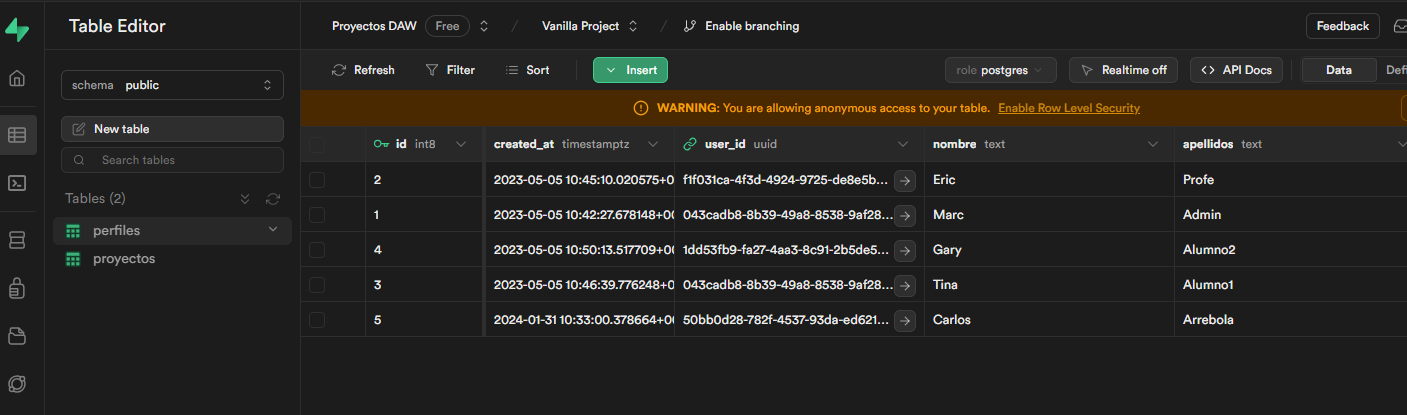 Table Editor
Proyectos DAW Free / Vanilla Project / Enable branching
Feedback
schema public
New table
Search tables
Tables (2)
perfiles
proyectos
Refresh Filter Sort Insert
role postgres Realtime off API Docs Data Defi
WARNING: You are allowing anonymous access to your table. Enable Row Level Security
id int8 created_at timestamptz user_id uuid nombre text apellidos text
2 2023-05-05 10:45:10.020575+0 f1f031ca-4f3d-4924-9725-de8e5b... Eric Profe
1 2023-05-05 10:42:27.678148+00 043cadb8-8b39-49a8-8538-9af28... Marc Admin
4 2023-05-05 10:50:13.517709+00 1dd53fb9-fa27-4aa3-8c91-2b5de5... Gary Alumno2
3 2023-05-05 10:46:39.776248+00 043cadb8-8b39-49a8-8538-9af28... Tina Alumno1
5 2024-01-31 10:33:00.378664+00 50bb0d28-782f-4537-93da-ed621... Carlos Arrebola